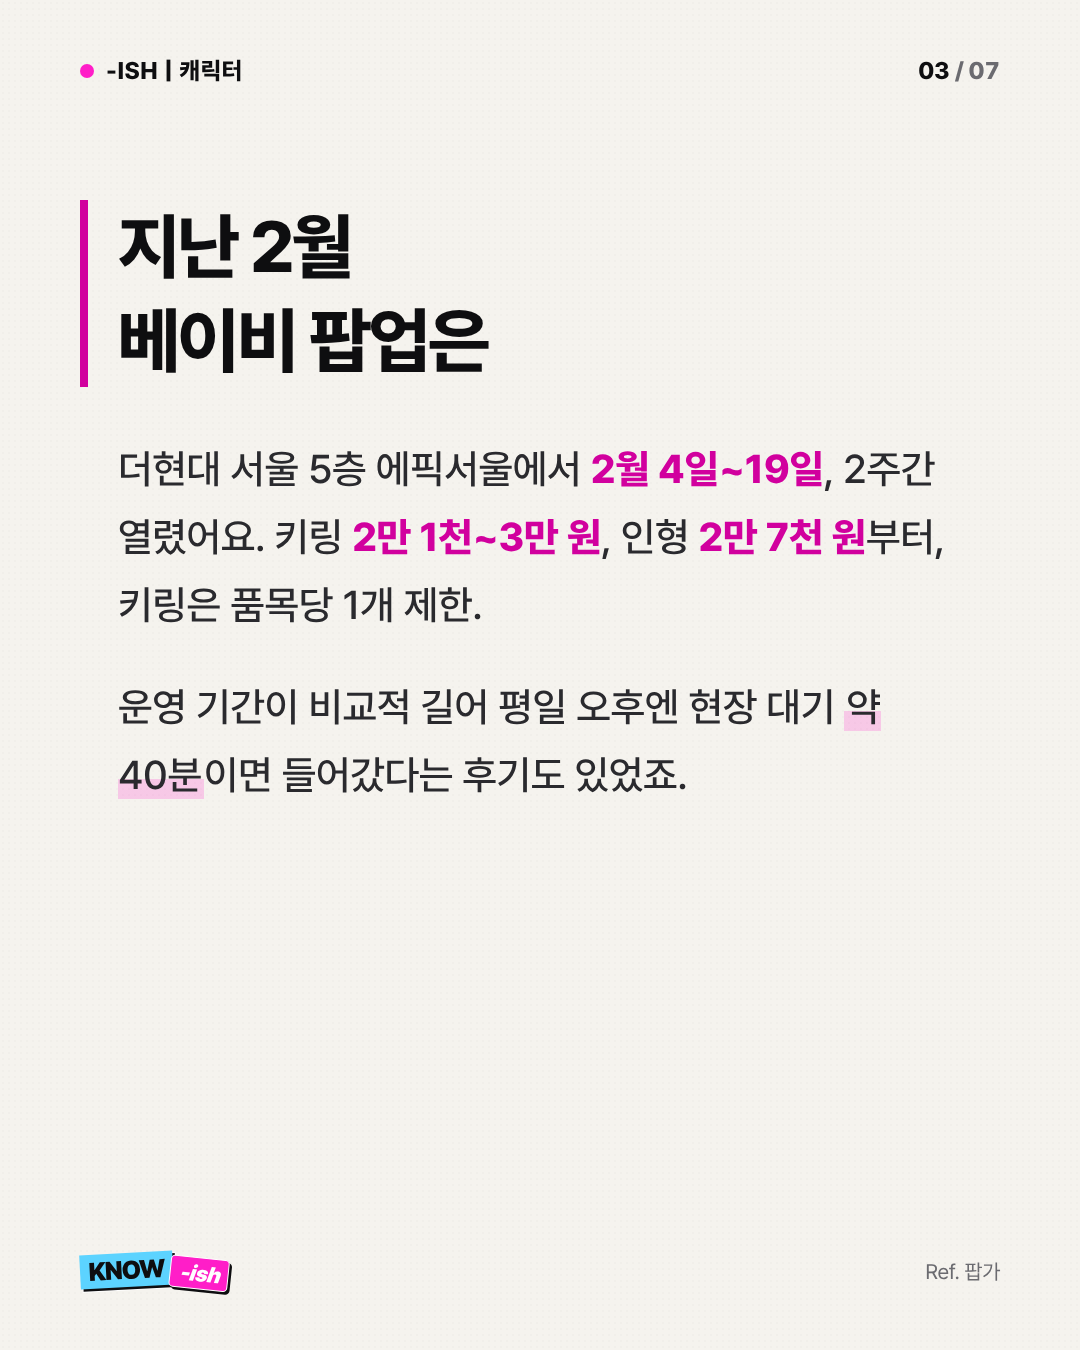 -ISH | 캐릭터
03 / 07
지난 2월
베이비 팝업은
더현대 서울 5층 에픽서울에서 2월 4일~19일, 2주간
열렸어요. 키링 2만 1천~3만 원, 인형 2만 7천 원부터,
키링은 품목당 1개 제한.
운영 기간이 비교적 길어 평일 오후엔 현장 대기 약
40분이면 들어갔다는 후기도 있었죠.
KNOW -ish
Ref. 팝가